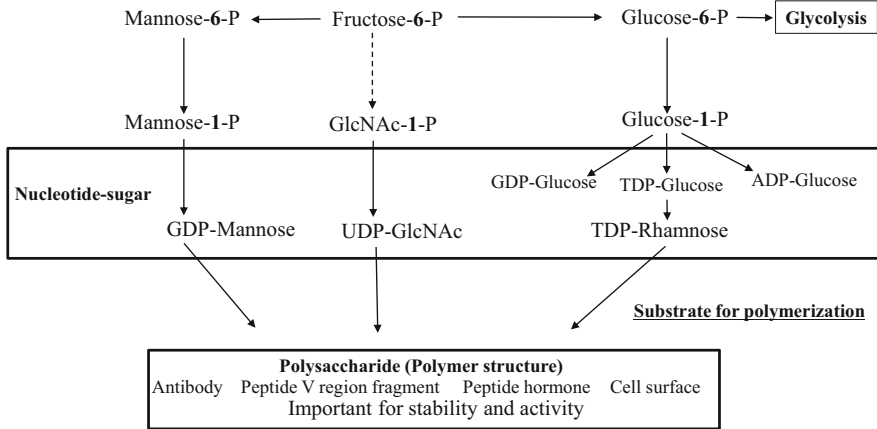 Mannose-6-P Fructose-6-P Glucose-6-P Glycolysis
Mannose-1-P GlcNAc-1-P Glucose-1-P
GDP-Glucose TDP-Glucose ADP-Glucose
Nucleotide-sugar
GDP-Mannose UDP-GlcNAc TDP-Rhamnose
Substrate for polymerization
Polysaccharide (Polymer structure)
Antibody Peptide V region fragment Peptide hormone Cell surface
Important for stability and activity